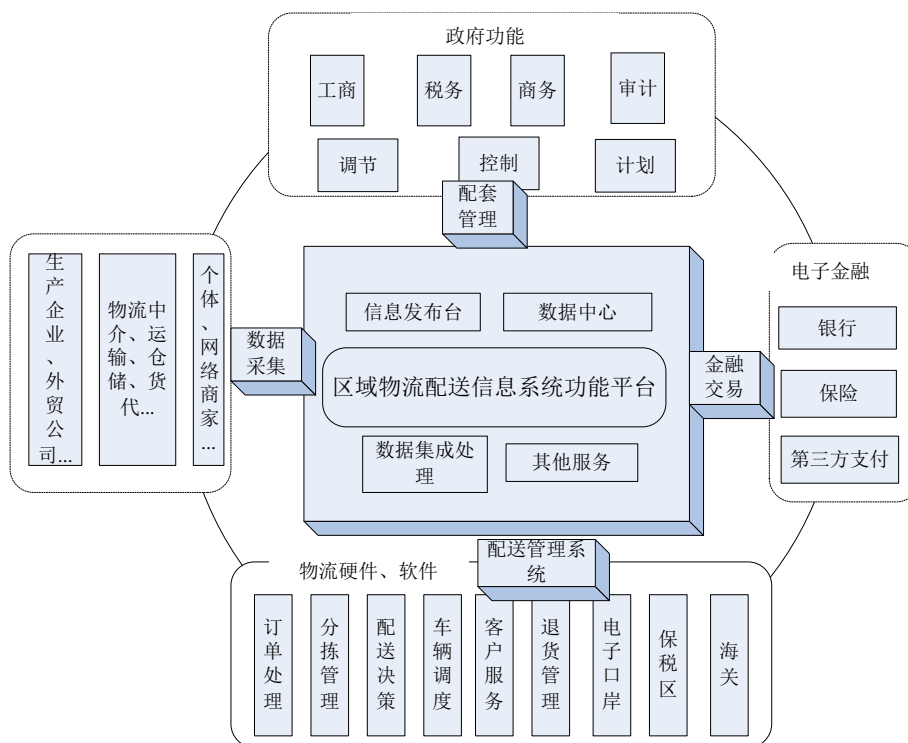 政府功能
工商
税务
商务
审计
调节
控制
计划
配套
管理
生产企业、外贸公司...
物流中
介、运
输、仓
储、货
代...
个体、网络商家...
数据
采集
信息发布台
数据中心
区域物流配送信息系统功能平台
数据集成处
理
其他服务
金融
交易
电子金融
银行
保险
第三方支付
配送管理系
统
物流硬件、软件
订单处理
分拣管理
配送决策
车辆调度
客户服务
退货管理
电子口岸
保税区
海关